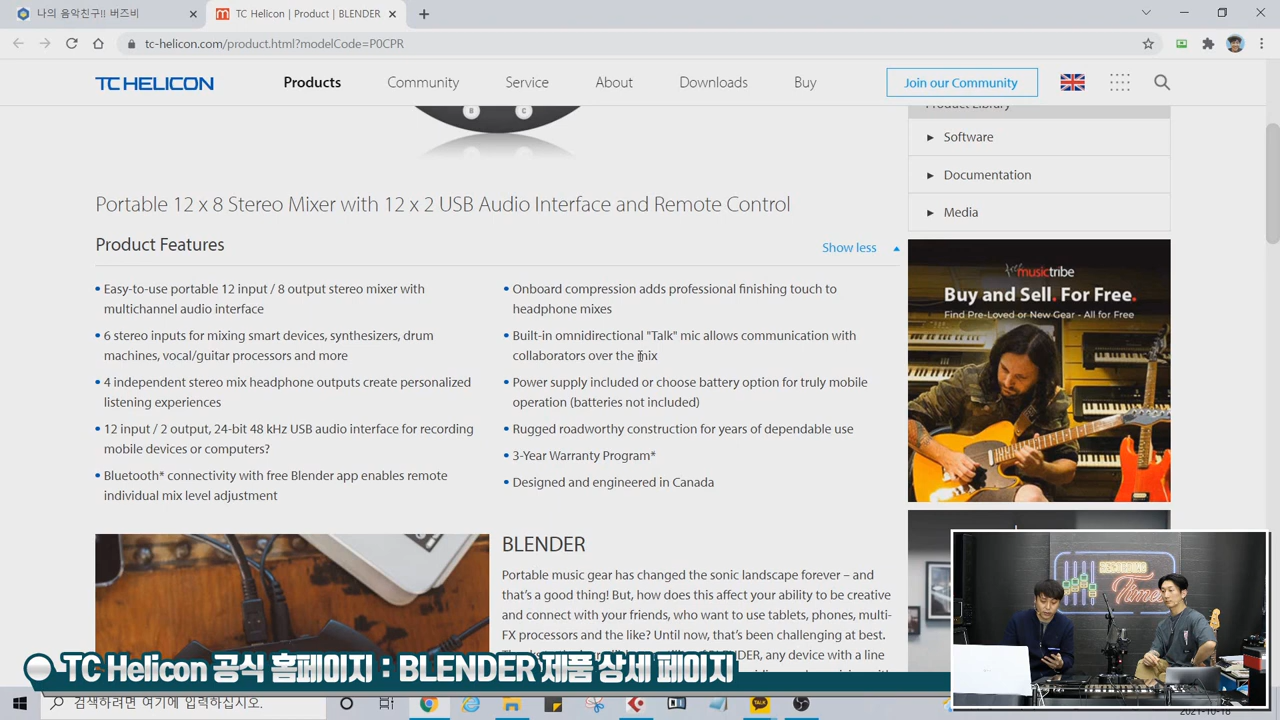 나의 음악친구!! 버즈비
TC Helicon | Product | BLENDER
tc-helicon.com/product.html?modelCode=P0CPR
TC HELICON
Products
Community
Service
About
Downloads
Buy
Join our Community
B
C
Product Library
Software
Documentation
Media
Portable 12 x 8 Stereo Mixer with 12 x 2 USB Audio Interface and Remote Control
Product Features
Show less
Easy-to-use portable 12 input / 8 output stereo mixer with
multichannel audio interface
6 stereo inputs for mixing smart devices, synthesizers, drum
machines, vocal/guitar processors and more
4 independent stereo mix headphone outputs create personalized
listening experiences
12 input / 2 output, 24-bit 48 kHz USB audio interface for recording
mobile devices or computers?
Bluetooth* connectivity with free Blender app enables remote
individual mix level adjustment
Onboard compression adds professional finishing touch to
headphone mixes
Built-in omnidirectional "Talk" mic allows communication with
collaborators over the mix
Power supply included or choose battery option for truly mobile
operation (batteries not included)
Rugged roadworthy construction for years of dependable use
3-Year Warranty Program*
Designed and engineered in Canada
musictribe
Buy and Sell. For Free.
Find Pre-Loved or New Gear - All for Free
BLENDER
Portable music gear has changed the sonic landscape forever – and
that's a good thing! But, how does this affect your ability to be creative
and connect with your friends, who want to use tablets, phones, multi-
FX processors and the like? Until now, that's been challenging at best.
any device with a line
Times
TC Helicon 공식 홈페이지 : BLENDER 제품 상세 페이지
검색하려면 여기에 입력하십시오.
2021-10-18